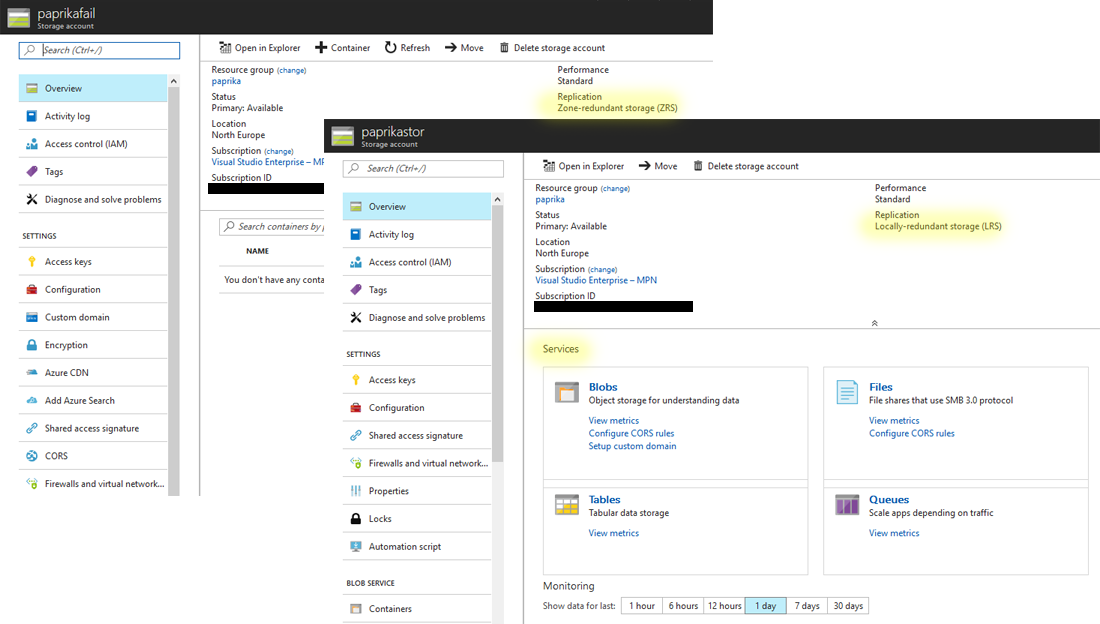 paprikafail
Storage account
Search (Ctrl+/)
Overview
Activity log
Access control (IAM)
Tags
Diagnose and solve problems
SETTINGS
Access keys
Configuration
Custom domain
Encryption
Azure CDN
Add Azure Search
Shared access signature
CORS
Firewalls and virtual network...
Open in Explorer
Container
Refresh
Move
Delete storage account
Resource group (change)
paprika
Status
Primary: Available
Location
North Europe
Subscription (change)
Visual Studio Enterprise – MP
Subscription ID
Performance
Standard
Replication
Zone-redundant storage (ZRS)
Search containers by
NAME
You don't have any conta
paprikastor
Storage account
Search (Ctrl+/)
Overview
Activity log
Access control (IAM)
Tags
Diagnose and solve problems
SETTINGS
Access keys
Configuration
Shared access signature
Firewalls and virtual network...
Properties
Locks
Automation script
BLOB SERVICE
Containers
Open in Explorer
Move
Delete storage account
Resource group (change)
paprika
Status
Primary: Available
Location
North Europe
Subscription (change)
Visual Studio Enterprise – MPN
Subscription ID
Performance
Standard
Replication
Locally-redundant storage (LRS)
Services
Blobs
Object storage for understanding data
View metrics
Configure CORS rules
Setup custom domain
Files
File shares that use SMB 3.0 protocol
View metrics
Configure CORS rules
Tables
Tabular data storage
View metrics
Queues
Scale apps depending on traffic
View metrics
Monitoring
Show data for last: 1 hour 6 hours 12 hours 1 day 7 days 30 days